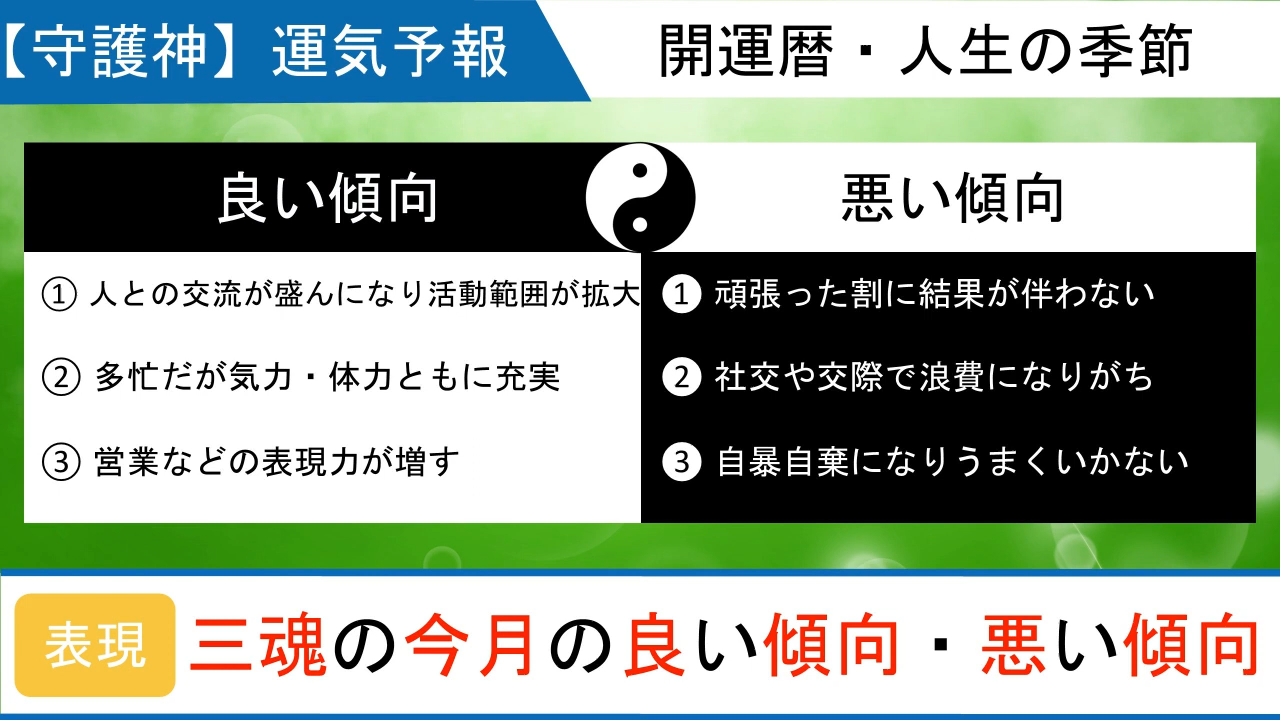 【守護神】運気予報
開運暦・人生の季節
良い傾向
悪い傾向
① 人との交流が盛んになり活動範囲が拡大
② 多忙だが気力・体力ともに充実
③ 営業などの表現力が増す
❶ 頑張った割に結果が伴わない
❷ 社交や交際で浪費になりがち
❸ 自暴自棄になりうまくいかない
表現
三魂の今月の良い傾向・悪い傾向